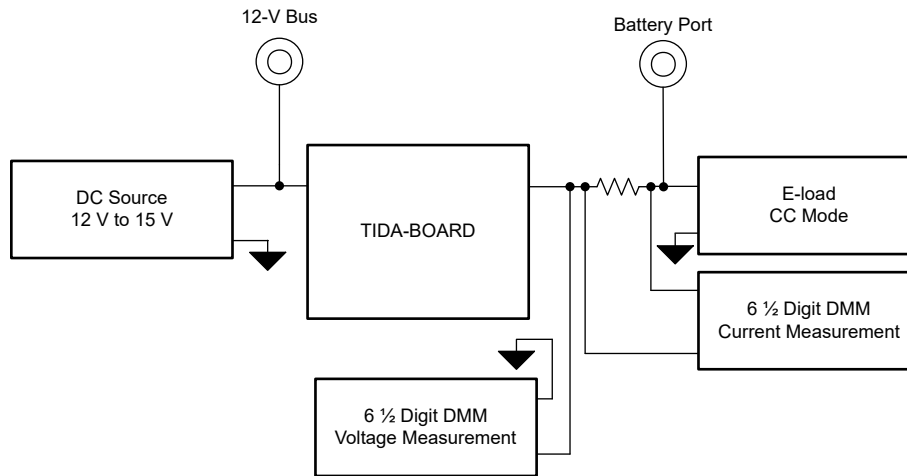 12-V Bus
Battery Port
DC Source
12 V to 15 V
TIDA-BOARD
E-load
CC Mode
6 ½ Digit DMM
Current Measurement
6 ½ Digit DMM
Voltage Measurement